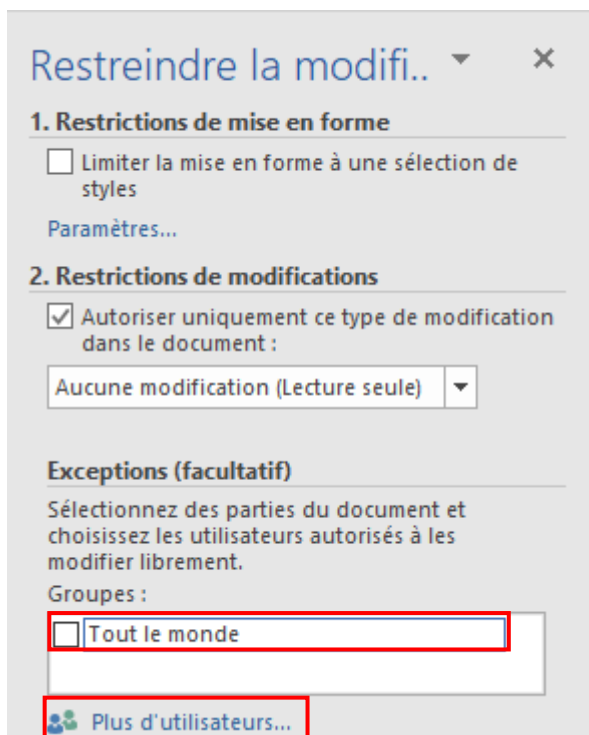 Restreindre la modifi..
1. Restrictions de mise en forme
Limiter la mise en forme à une sélection de
styles
Paramètres...
2. Restrictions de modifications
Autoriser uniquement ce type de modification
dans le document :
Aucune modification (Lecture seule)
Exceptions (facultatif)
Sélectionnez des parties du document et
choisissez les utilisateurs autorisés à les
modifier librement.
Groupes :
Tout le monde
Plus d'utilisateurs...